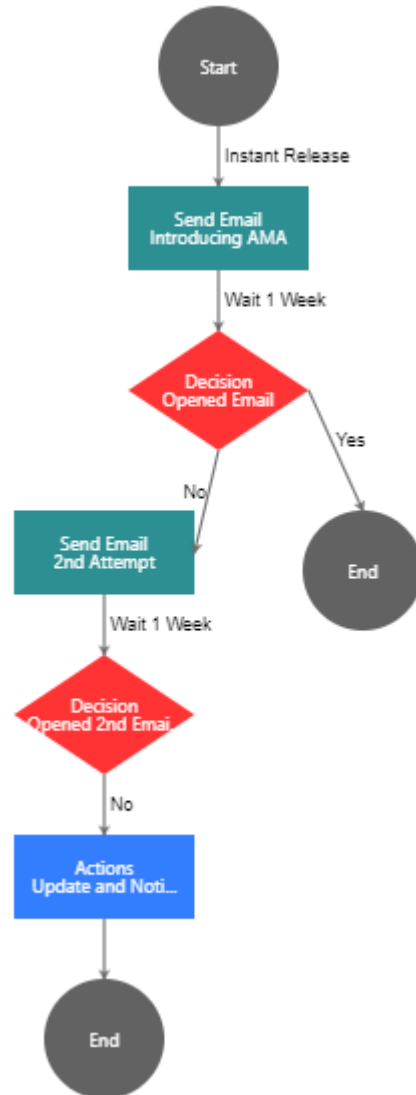 Start
Instant Release
Send Email
Introducing AMA
Wait 1 Week
Decision
Opened Email
Yes
No
Send Email
2nd Attempt
End
Wait 1 Week
Decision
Opened 2nd Emai...
No
Actions
Update and Noti...
End